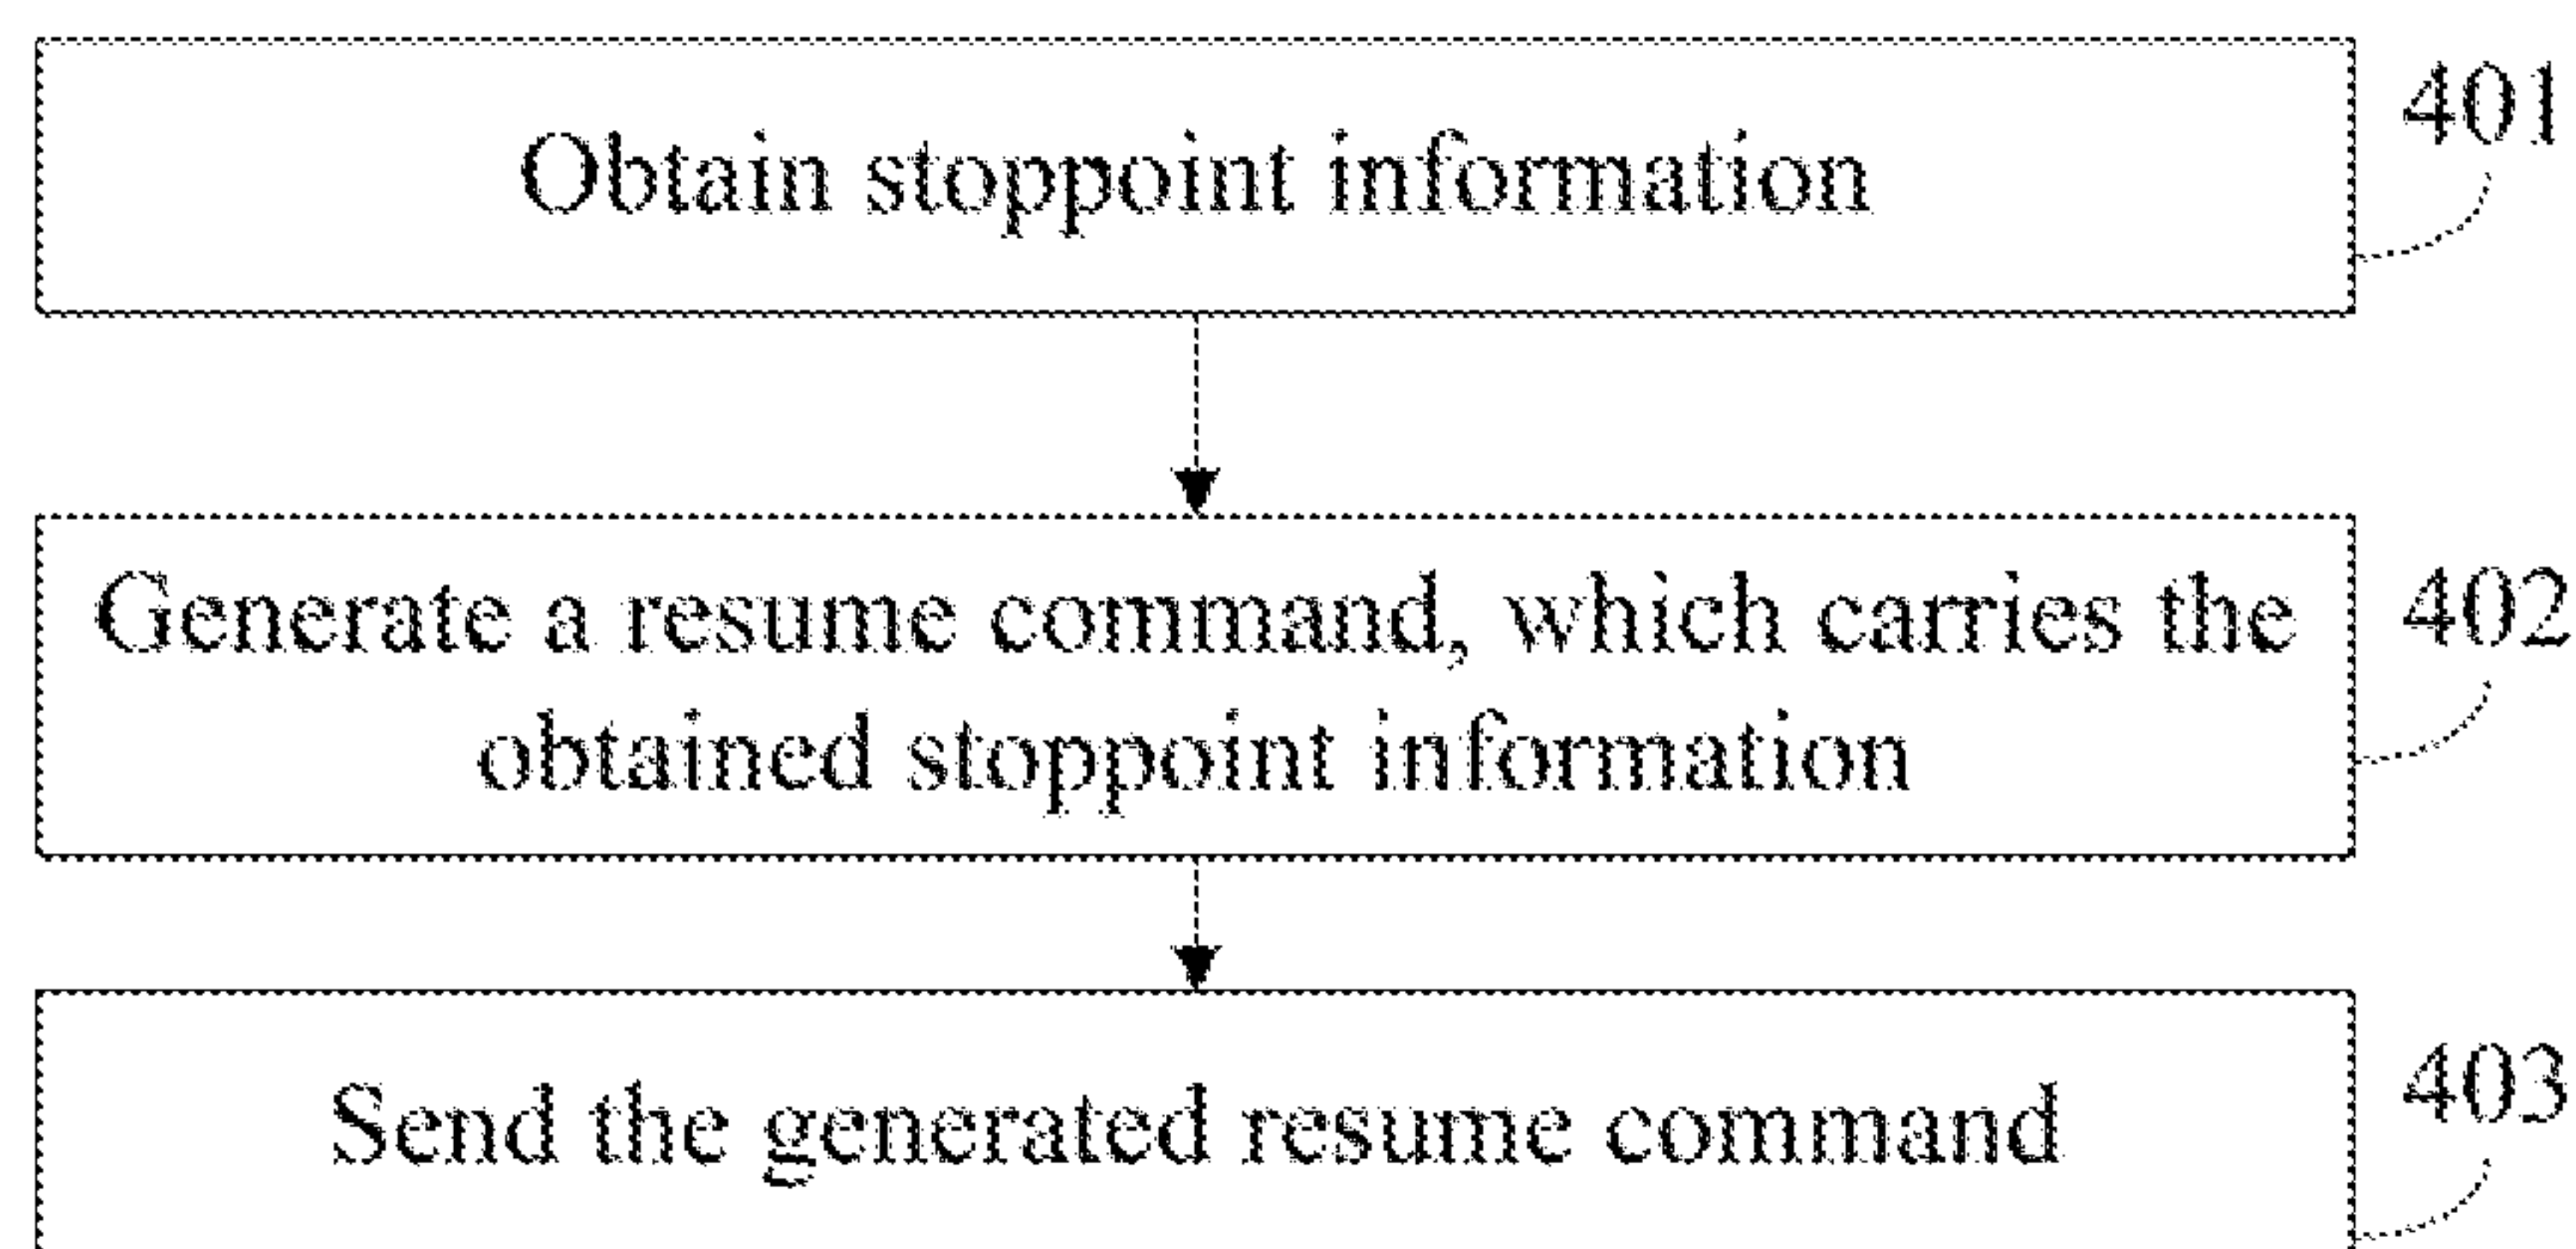 Obtain stoppoint information
401
Generate a resume command, which carries the
obtained stoppoint information
402
Send the generated resume command
403